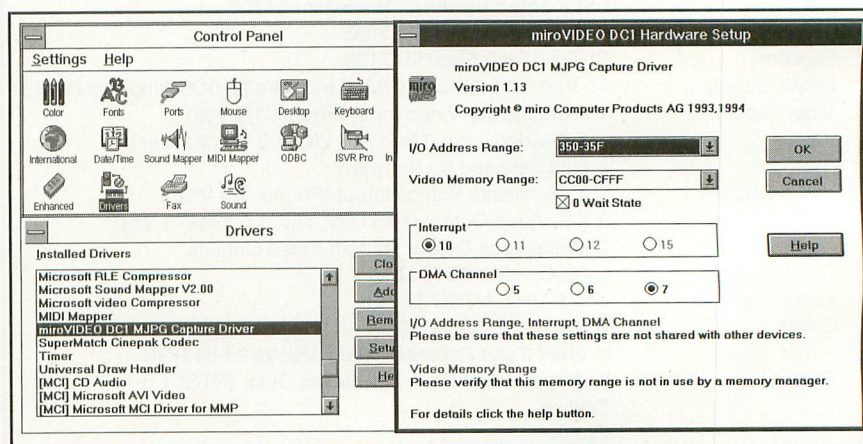 Control Panel
Settings Help
Color Fonts Ports Mouse Desktop Keyboard
International Date/Time Sound Mapper MIDI Mapper ODBC ISVR Pro In
Enhanced Drivers Fax Sound
Drivers
Installed Drivers
Microsoft RLE Compressor
Microsoft Sound Mapper V2.00
Microsoft video Compressor
MIDI Mapper
miroVIDEO DC1 MJPG Capture Driver
SuperMatch Cinepak Codec
Timer
Universal Draw Handler
[MCI] CD Audio
[MCI] Microsoft AVI Video
[MCI] Microsoft MCI Driver for MMP
Clo
Add
Rem
Setu
He
miroVIDEO DC1 Hardware Setup
miro
miroVIDEO DC1 MJPG Capture Driver
Version 1.13
Copyright © miro Computer Products AG 1993,1994
I/O Address Range: 350-35F
Video Memory Range: CC00-CFFF
0 Wait State
OK
Cancel
Help
Interrupt
10 11 12 15
DMA Channel
5 6 7
I/O Address Range, Interrupt, DMA Channel
Please be sure that these settings are not shared with other devices.
Video Memory Range
Please verify that this memory range is not in use by a memory manager.
For details click the help button.